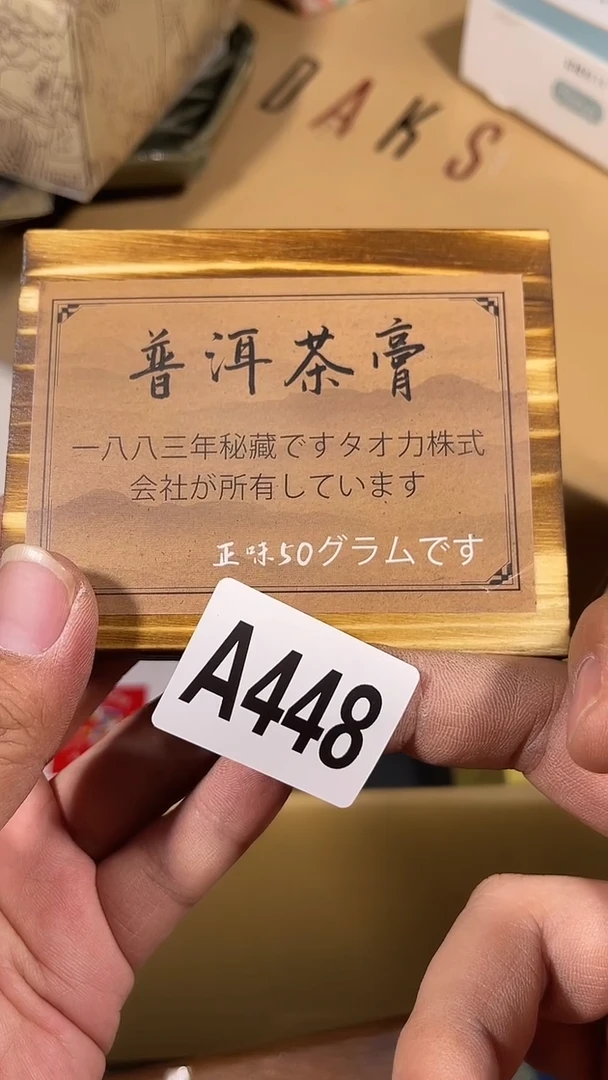 DAKS
普洱茶膏
一八八三年秘藏ですタオカ株式
会社が所有しています
正味50グラムです
A448